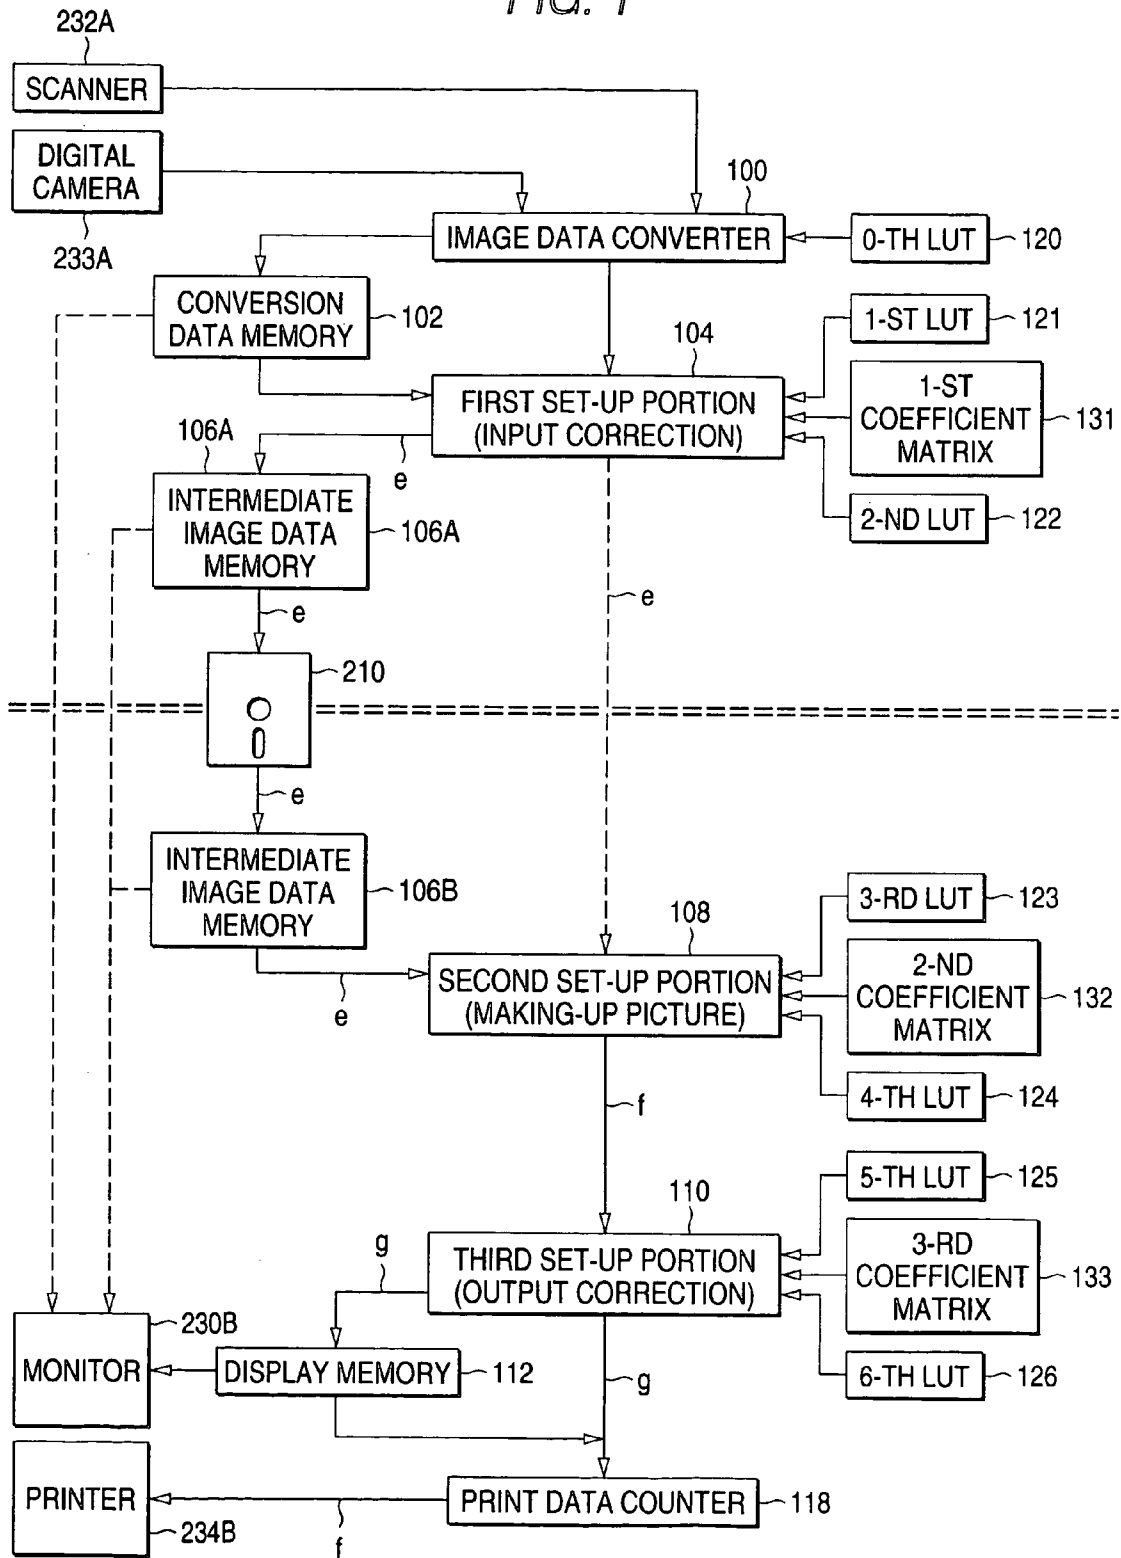 FIG. 1
232A
SCANNER
DIGITAL
CAMERA
233A
100
IMAGE DATA CONVERTER
0-TH LUT
120
CONVERSION
DATA MEMORY
102
1-ST LUT
121
104
FIRST SET-UP PORTION
(INPUT CORRECTION)
1-ST
COEFFICIENT
MATRIX
131
106A
e
INTERMEDIATE
IMAGE DATA
MEMORY
106A
2-ND LUT
122
e
e
210
e
INTERMEDIATE
IMAGE DATA
MEMORY
106B
3-RD LUT
123
108
SECOND SET-UP PORTION
(MAKING-UP PICTURE)
2-ND
COEFFICIENT
MATRIX
132
e
4-TH LUT
124
f
5-TH LUT
125
110
THIRD SET-UP PORTION
(OUTPUT CORRECTION)
3-RD
COEFFICIENT
MATRIX
133
g
230B
MONITOR
DISPLAY MEMORY
112
g
6-TH LUT
126
PRINTER
PRINT DATA COUNTER
118
234B
f